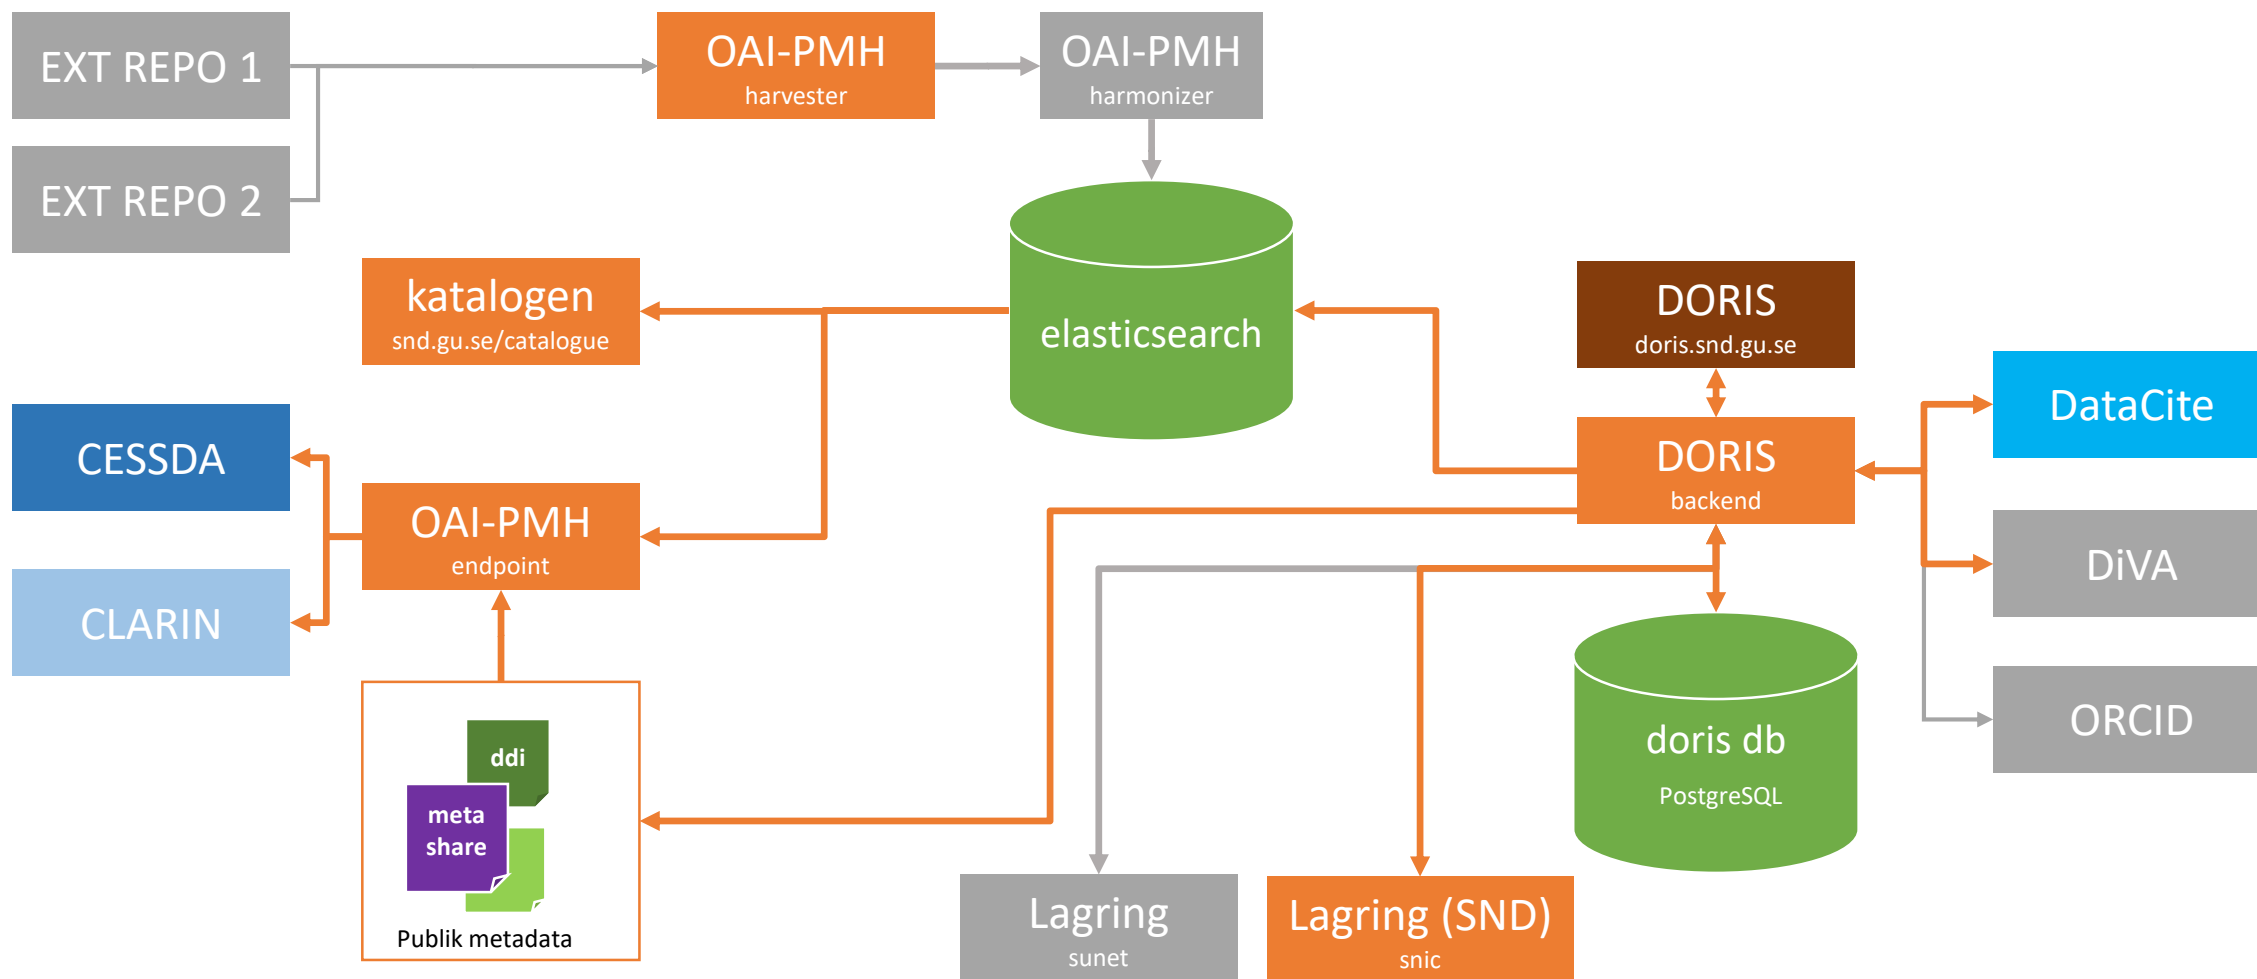 EXT REPO 1
OAI-PMH
harvester
OAI-PMH
harmonizer
EXT REPO 2
katalogen
snd.gu.se/catalogue
elasticsearch
DORIS
doris.snd.gu.se
DataCite
CESSDA
DORIS
backend
OAI-PMH
endpoint
DiVA
CLARIN
ORCID
ddi
meta
share
Publik metadata
doris db
PostgreSQL
Lagring
sunet
Lagring (SND)
snic